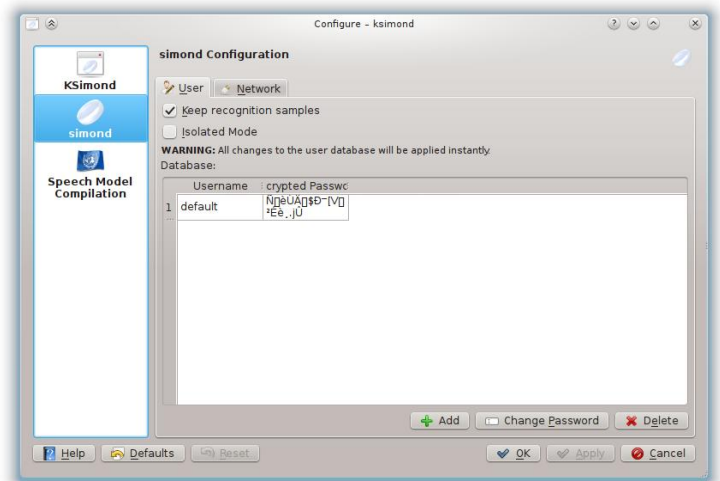 Configure – ksimond
KSimond
simond
Speech Model
Compilation
simond Configuration
User
Network
Keep recognition samples
Isolated Mode
WARNING: All changes to the user database will be applied instantly.
Database:
Username
crypted Passwc
1
default
Add
Change Password
Delete
Help
Defaults
Reset
OK
Apply
Cancel